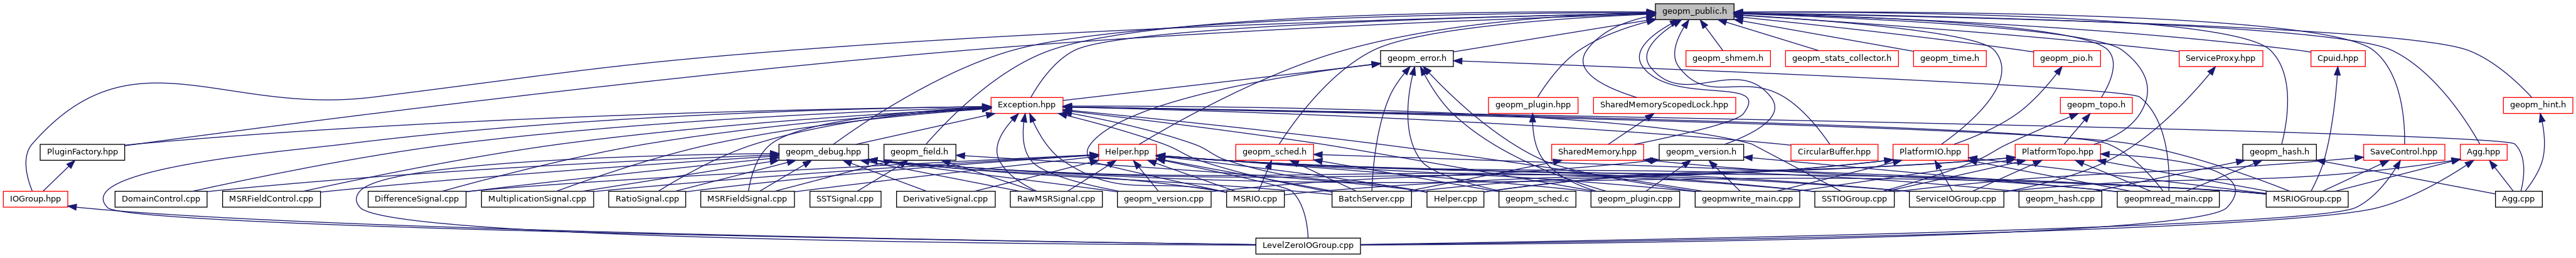 geopm_public.h
geopm_error.h
geopm_shmem.h
geopm_stats_collector.h
geopm_time.h
geopm_pio.h
ServiceProxy.hpp
Cpuid.hpp
Exception.hpp
geopm_plugin.hpp
SharedMemoryScopedLock.hpp
geopm_topo.h
geopm_hint.h
PluginFactory.hpp
geopm_debug.hpp
geopm_field.h
Helper.hpp
geopm_sched.h
SharedMemory.hpp
geopm_version.h
CircularBuffer.hpp
PlatformIO.hpp
PlatformTopo.hpp
geopm_hash.h
SaveControl.hpp
Agg.hpp
IOGroup.hpp
DomainControl.cpp
MSRFieldControl.cpp
DifferenceSignal.cpp
MultiplicationSignal.cpp
RatioSignal.cpp
MSRFieldSignal.cpp
SSTSignal.cpp
DerivativeSignal.cpp
RawMSRSignal.cpp
geopm_version.cpp
MSRIO.cpp
BatchServer.cpp
Helper.cpp
geopm_sched.c
geopm_plugin.cpp
geopmwrite_main.cpp
SSTIOGroup.cpp
ServiceIOGroup.cpp
geopm_hash.cpp
geopmread_main.cpp
MSRIOGroup.cpp
Agg.cpp
LevelZeroIOGroup.cpp